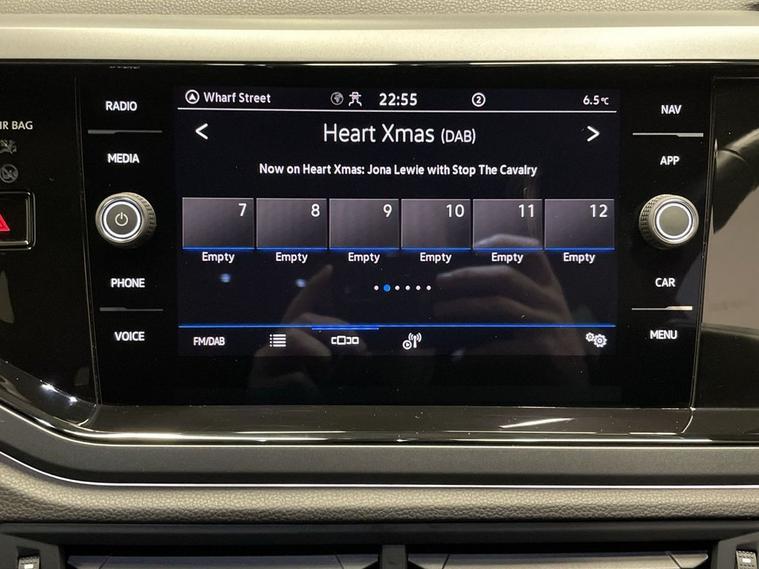 RADIO
MEDIA
PHONE
VOICE
IR BAG
Wharf Street
22:55
2
6.5°C
< Heart Xmas (DAB) >
Now on Heart Xmas: Jona Lewie with Stop The Cavalry
7 8 9 10 11 12
Empty Empty Empty Empty Empty Empty
FM/DAB
NAV
APP
CAR
MENU